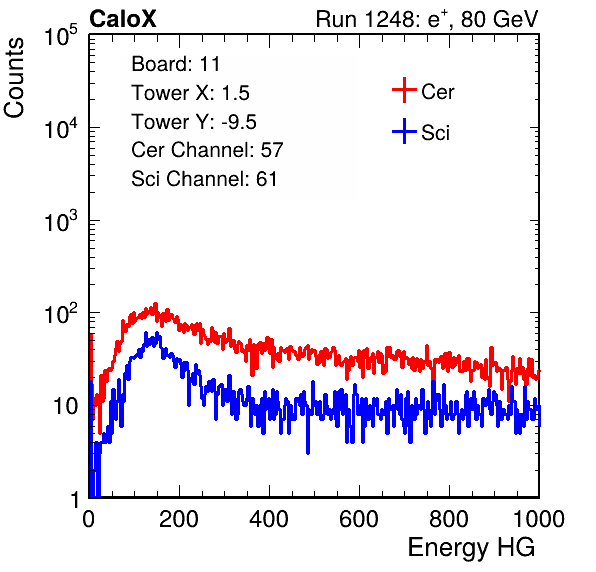 CaloX Run 1248: e⁺, 80 GeV
Counts
10⁵
10⁴
10³
10²
10
1
Board: 11
Tower X: 1.5
Tower Y: -9.5
Cer Channel: 57
Sci Channel: 61
Cer
Sci
0 200 400 600 800 1000
Energy HG